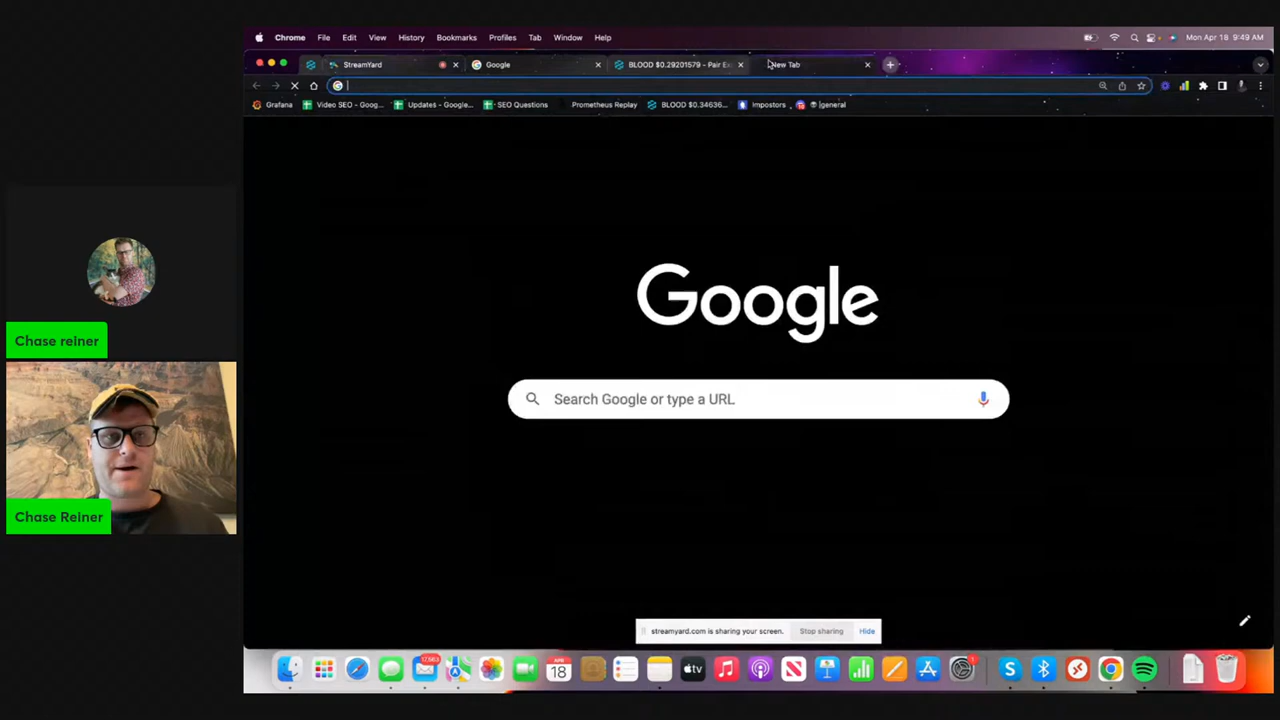 Chrome File Edit View History Bookmarks Profiles Tab Window Help Mon Apr 18 9:49 AM
StreamYard Google BLOOD $0.29201579 - Pair Ex New Tab
Grafana Video SEO - Goog... Updates - Google... SEO Questions Prometheus Replay BLOOD $0.34636... Impostors |general
Google
Search Google or type a URL
Chase reiner
Chase Reiner
streamyard.com is sharing your screen. Stop sharing Hide
APR
18
tv